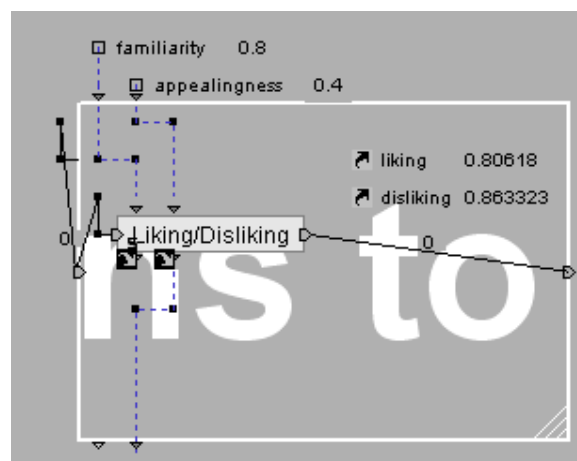 familiarity 0.8
appealingness 0.4
liking 0.80618
disliking 0.863323
0 Liking/Disliking 0
ns to